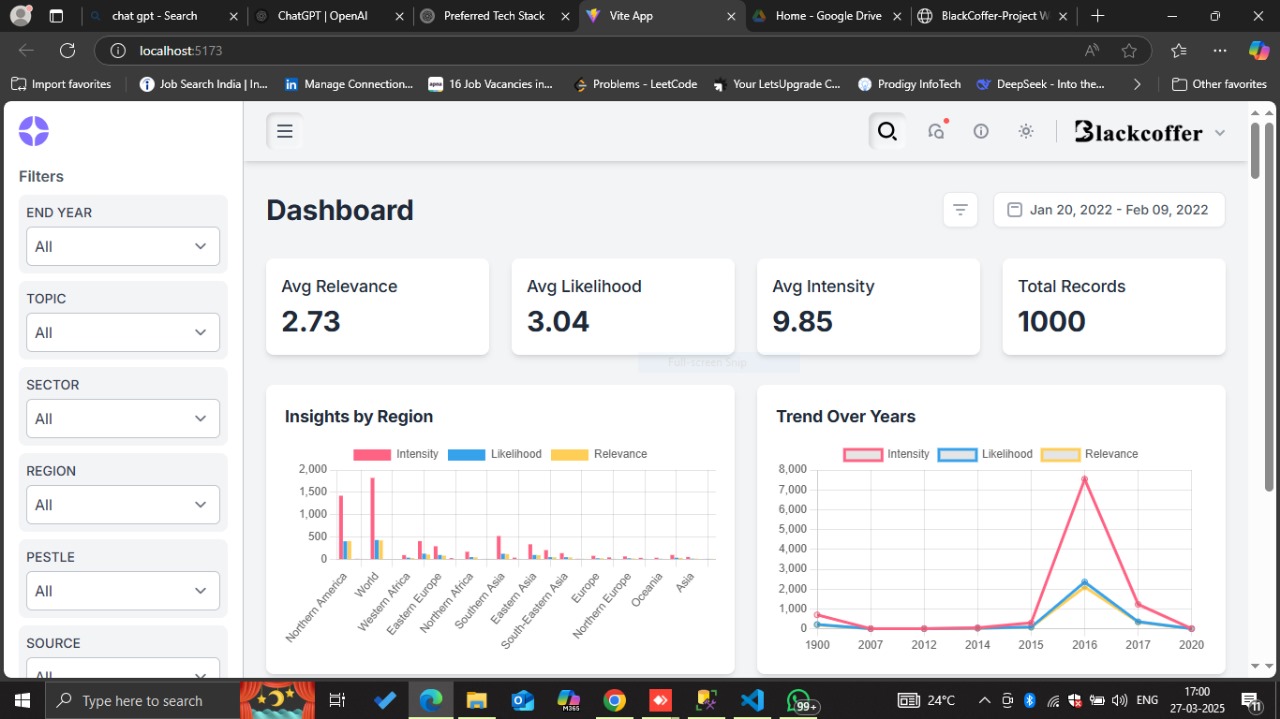 chat gpt - Search
ChatGPT | OpenAI
Preferred Tech Stack
Vite App
Home - Google Drive
BlackCoffer-Project W
localhost:5173
Import favorites
Job Search India | In...
Manage Connection...
16 Job Vacancies in...
Problems - LeetCode
Your LetsUpgrade C...
Prodigy InfoTech
DeepSeek - Into the...
Other favorites
Blackcoffer
Filters
END YEAR
All
TOPIC
All
SECTOR
All
REGION
All
PESTLE
All
SOURCE
All
Dashboard
Jan 20, 2022 - Feb 09, 2022
Avg Relevance
2.73
Avg Likelihood
3.04
Avg Intensity
9.85
Total Records
1000
Full-screen Snip
Insights by Region
Intensity Likelihood Relevance
2,000
1,500
1,000
500
0
Northern America
World
Western Africa
Eastern Europe
Northern Africa
Southern Asia
Eastern Asia
South-Eastern Asia
Europe
Northern Europe
Oceania
Asia
Trend Over Years
Intensity Likelihood Relevance
8,000
7,000
6,000
5,000
4,000
3,000
2,000
1,000
0
1900 2007 2012 2014 2015 2016 2017 2020
Type here to search
M365
99+
24°C
ENG
17:00
27-03-2025
11